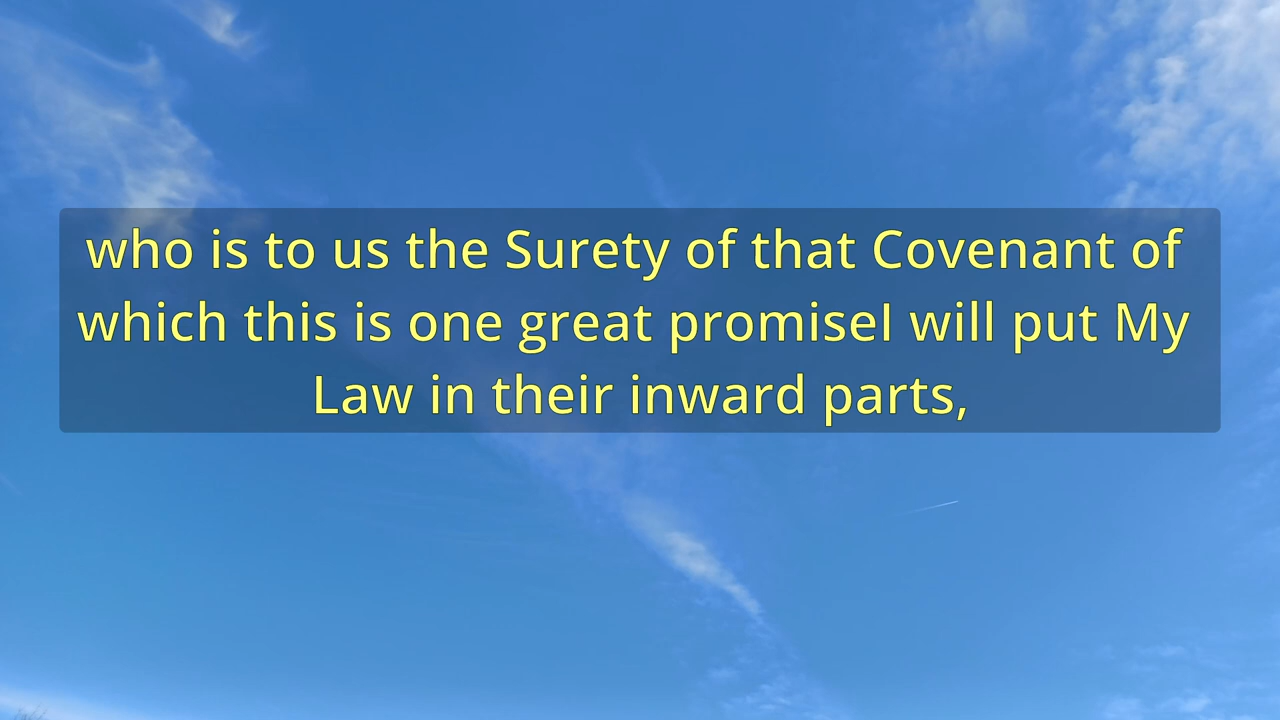 who is to us the Surety of that Covenant of
which this is one great promiseI will put My
Law in their inward parts,